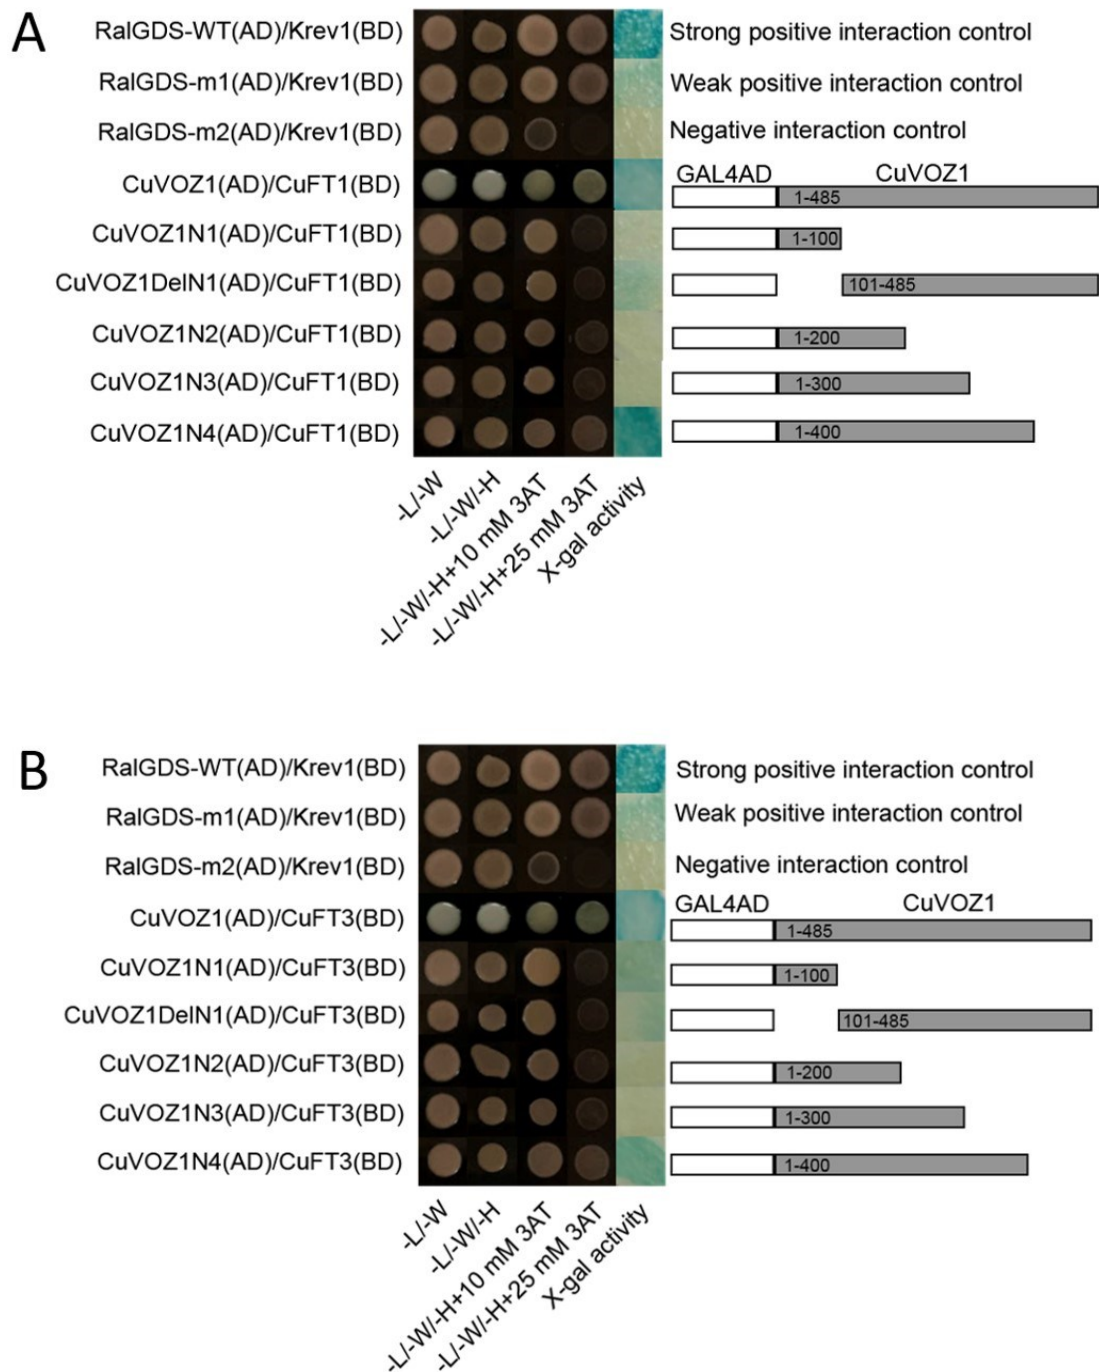 A
RalGDS-WT(AD)/Krev1(BD) Strong positive interaction control
RalGDS-m1(AD)/Krev1(BD) Weak positive interaction control
RalGDS-m2(AD)/Krev1(BD) Negative interaction control
GAL4AD CuVOZ1
CuVOZ1(AD)/CuFT1(BD) 1-485
CuVOZ1N1(AD)/CuFT1(BD) 1-100
CuVOZ1DelN1(AD)/CuFT1(BD) 101-485
CuVOZ1N2(AD)/CuFT1(BD) 1-200
CuVOZ1N3(AD)/CuFT1(BD) 1-300
CuVOZ1N4(AD)/CuFT1(BD) 1-400
-L/-W
-L/-W/-H
-L/-W/-H+10 mM 3AT
-L/-W/-H+25 mM 3AT
X-gal activity
B
RalGDS-WT(AD)/Krev1(BD) Strong positive interaction control
RalGDS-m1(AD)/Krev1(BD) Weak positive interaction control
RalGDS-m2(AD)/Krev1(BD) Negative interaction control
GAL4AD CuVOZ1
CuVOZ1(AD)/CuFT3(BD) 1-485
CuVOZ1N1(AD)/CuFT3(BD) 1-100
CuVOZ1DelN1(AD)/CuFT3(BD) 101-485
CuVOZ1N2(AD)/CuFT3(BD) 1-200
CuVOZ1N3(AD)/CuFT3(BD) 1-300
CuVOZ1N4(AD)/CuFT3(BD) 1-400
-L/-W
-L/-W/-H
-L/-W/-H+10 mM 3AT
-L/-W/-H+25 mM 3AT
X-gal activity